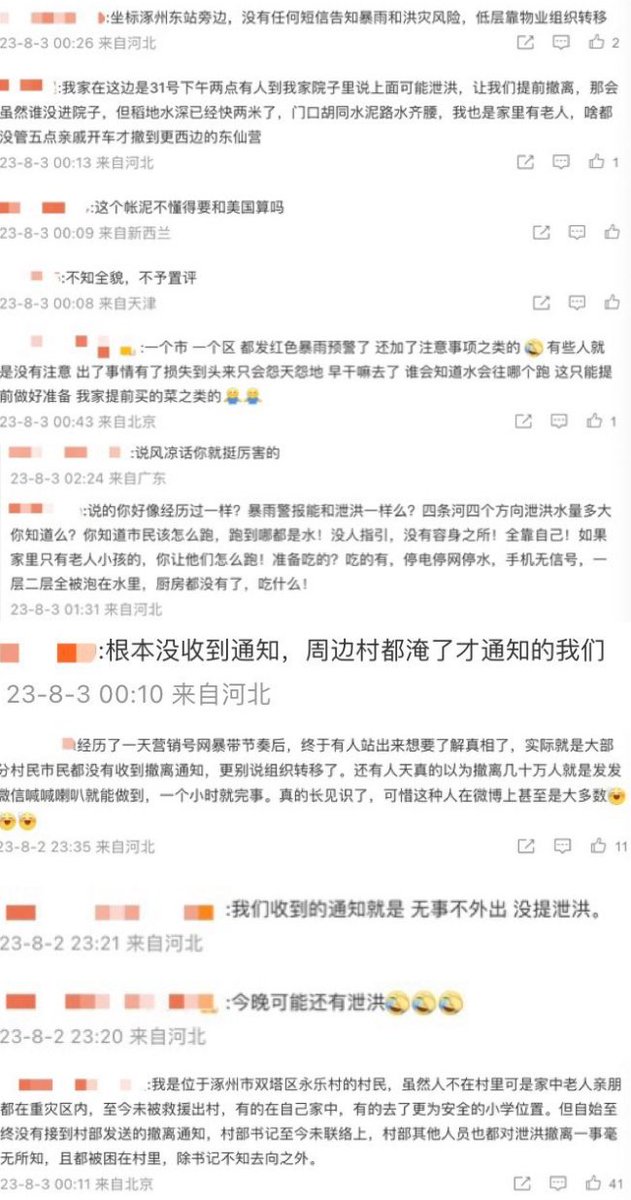 :坐标涿州东站旁边，没有任何短信告知暴雨和洪灾风险，低层靠物业组织转移
23-8-3 00:26 来自河北
2
:我家在这边是31号下午两点有人到我家院子里说上面可能泄洪，让我们提前撤离，那会
虽然谁没进院子，但稻地水深已经快两米了，门口胡同水泥路水齐腰，我也是家里有老人，啥都
没管五点亲戚开车才撤到更西边的东仙营
23-8-3 00:13 来自河北
1
:这个帐泥不懂得要和美国算吗
23-8-3 00:09 来自新西兰
:不知全貌，不予置评
23-8-3 00:08 来自天津
:一个市 一个区 都发红色暴雨预警了 还加了注意事项之类的😂 有些人就
是没有注意 出了事情有了损失到头来只会怨天怨地 早干嘛去了 谁会知道水会往哪个跑 这只能提
前做好准备 我家提前买的菜之类的😂😂
23-8-3 00:43 来自北京
1
:说风凉话你就挺厉害的
23-8-3 02:24 来自广东
:说的你好像经历过一样？暴雨警报能和泄洪一样么？四条河四个方向泄洪水量多大
你知道么？你知道市民该怎么跑，跑到哪都是水！没人指引，没有容身之所！全靠自己！如果
家里只有老人小孩的，你让他们怎么跑！准备吃的？吃的有，停电停网停水，手机无信号，一
层二层全被泡在水里，厨房都没有了，吃什么！
23-8-3 01:31 来自河北
:根本没收到通知，周边村都淹了才通知的我们
23-8-3 00:10 来自河北
经历了一天营销号网暴带节奏后，终于有人站出来想要了解真相了，实际就是大部
分村民市民都没有收到撤离通知，更别说组织转移了。还有人天真的以为撤离几十万人就是发发
微信喊喊喇叭就能做到，一个小时就完事。真的长见识了，可惜这种人在微博上甚至是大多数😅
😅😅
23-8-2 23:35 来自河北
11
:我们收到的通知就是 无事不外出 没提泄洪。
23-8-2 23:21 来自河北
:今晚可能还有泄洪😂😂😂
23-8-2 23:20 来自河北
:我是位于涿州市双塔区永乐村的村民，虽然人不在村里可是家中老人亲朋
都在重灾区内，至今未被救援出村，有的在自己家中，有的去了更为安全的小学位置。但自始至
终没有接到村部发送的撤离通知，村部书记至今未联络上，村部其他人员也都对泄洪撤离一事毫
无所知，且都被困在村里，除书记不知去向之外。
23-8-3 00:11 来自北京
41